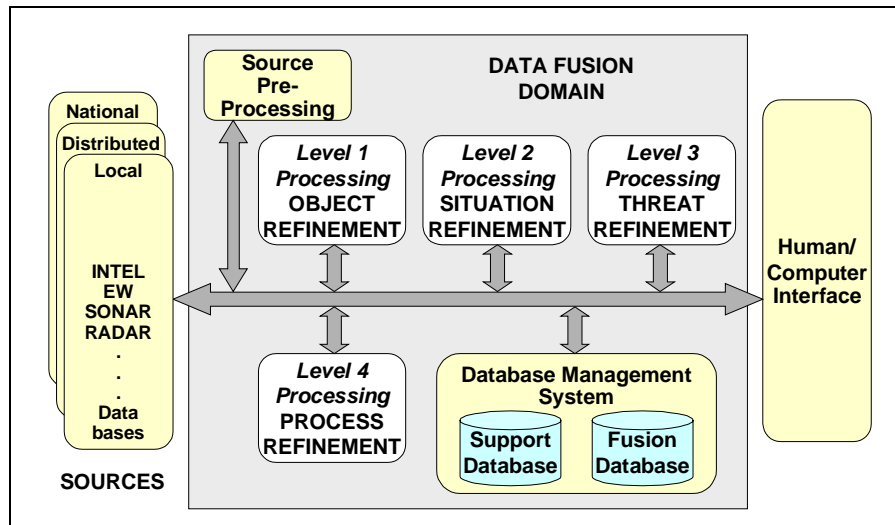 Source
Pre-
Processing
DATA FUSION
DOMAIN
National
Distributed
Local
INTEL
EW
SONAR
RADAR
.
.
.
Data
bases
SOURCES
Level 1
Processing
OBJECT
REFINEMENT
Level 2
Processing
SITUATION
REFINEMENT
Level 3
Processing
THREAT
REFINEMENT
Human/
Computer
Interface
Level 4
Processing
PROCESS
REFINEMENT
Database Management
System
Support
Database
Fusion
Database